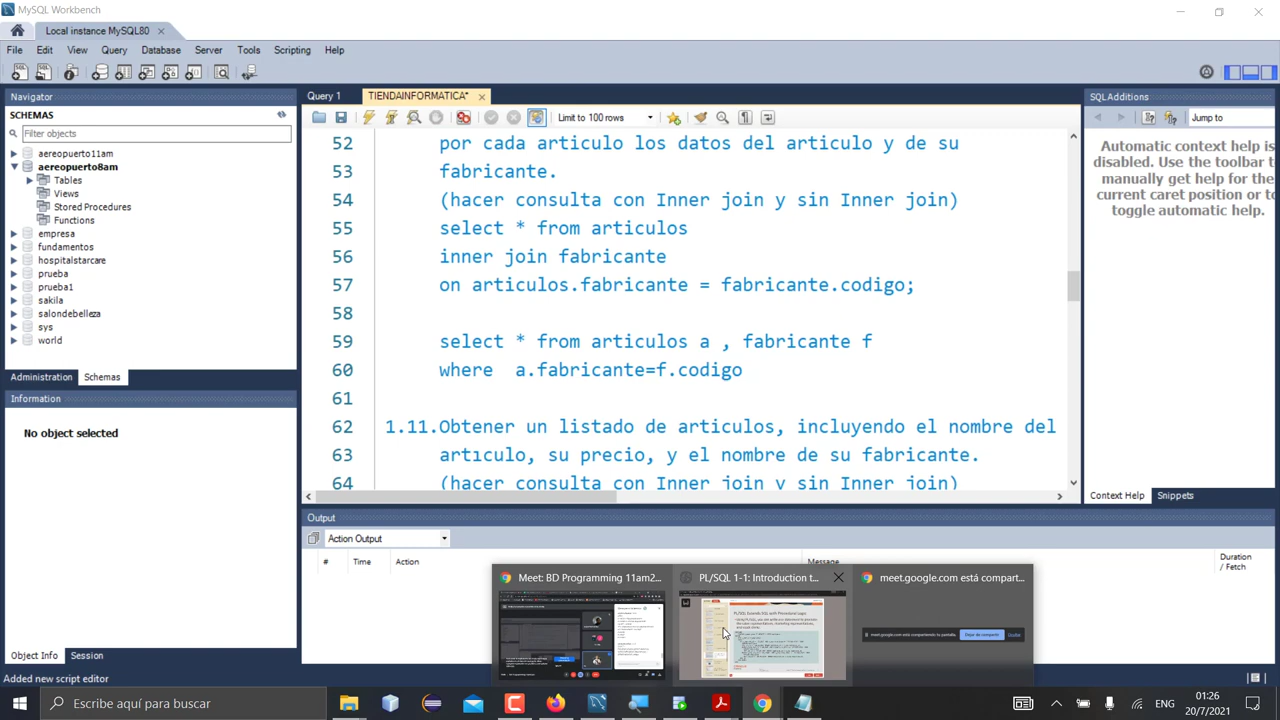 MySQL Workbench
Local instance MySQL80
File Edit View Query Database Server Tools Scripting Help
Navigator
SCHEMAS
Filter objects
aereopuerto11am
aereopuerto8am
Tables
Views
Stored Procedures
Functions
empresa
fundamentos
hospitalstarcare
prueba
prueba1
sakila
salondebelleza
sys
world
Administration Schemas
Information
No object selected
Object Info Session
Added new script editor
Query 1 TIENDAINFORMATICA*
Limit to 100 rows
52 por cada articulo los datos del articulo y de su
53 fabricante.
54 (hacer consulta con Inner join y sin Inner join)
55 select * from articulos
56 inner join fabricante
57 on articulos.fabricante = fabricante.codigo;
58
59 select * from articulos a , fabricante f
60 where a.fabricante=f.codigo
61
62 1.11.Obtener un listado de articulos, incluyendo el nombre del
63 artıculo, su precio, y el nombre de su fabricante.
64 (hacer consulta con Inner join y sin Inner join)
Output
Action Output
# Time Action Message Duration / Fetch
SQLAdditions
Jump to
Automatic context help is
disabled. Use the toolbar t
manually get help for the
current caret position or to
toggle automatic help.
Context Help Snippets
Meet: BD Programming 11am2...
PL/SQL 1-1: Introduction t...
meet.google.com está compart...
Escribe aquí para buscar
ENG
01:26
20/7/2021